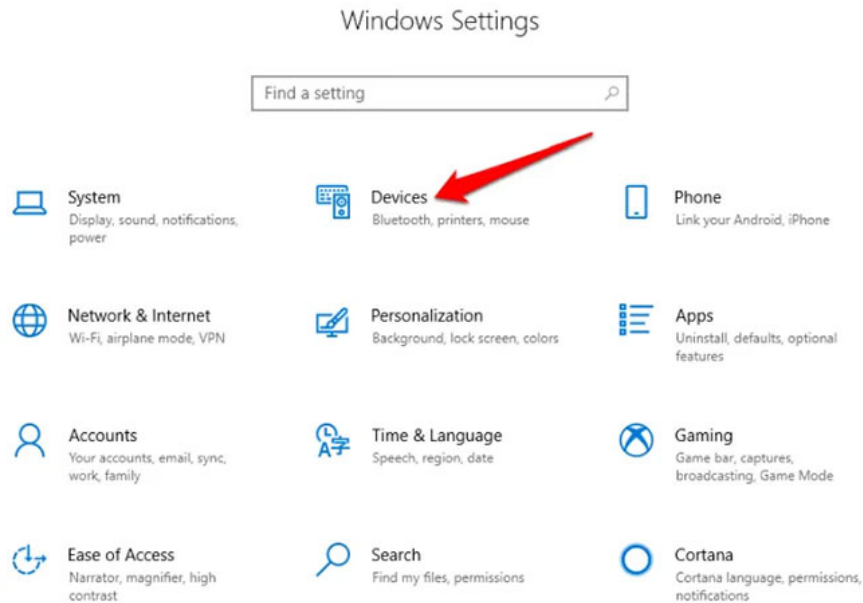 Windows Settings
Find a setting
System
Display, sound, notifications,
power
Devices
Bluetooth, printers, mouse
Phone
Link your Android, iPhone
Network & Internet
Wi-Fi, airplane mode, VPN
Personalization
Background, lock screen, colors
Apps
Uninstall, defaults, optional
features
Accounts
Your accounts, email, sync,
work, family
Time & Language
Speech, region, date
Gaming
Game bar, captures,
broadcasting, Game Mode
Ease of Access
Narrator, magnifier, high
contrast
Search
Find my files, permissions
Cortana
Cortana language, permissions,
notifications